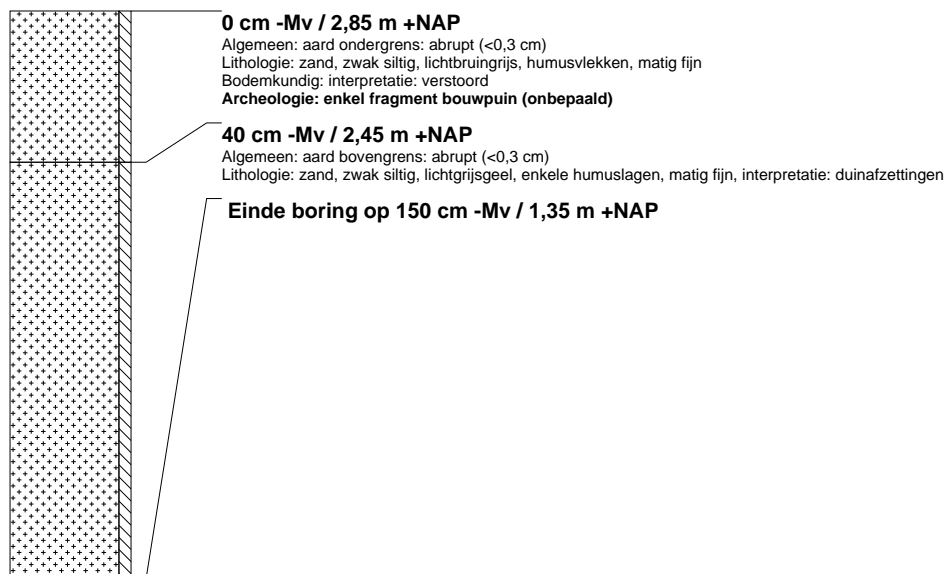 0 cm -Mv / 2,85 m +NAP
Algemeen: aard ondergrens: abrupt (<0,3 cm)
Lithologie: zand, zwak siltig, lichtbruingrijs, humusvlekken, matig fijn
Bodemkundig: interpretatie: verstoord
Archeologie: enkel fragment bouwpuin (onbepaald)
40 cm -Mv / 2,45 m +NAP
Algemeen: aard bovengrens: abrupt (<0,3 cm)
Lithologie: zand, zwak siltig, lichtgrijsgeel, enkele humuslagen, matig fijn, interpretatie: duinafzettingen
Einde boring op 150 cm -Mv / 1,35 m +NAP